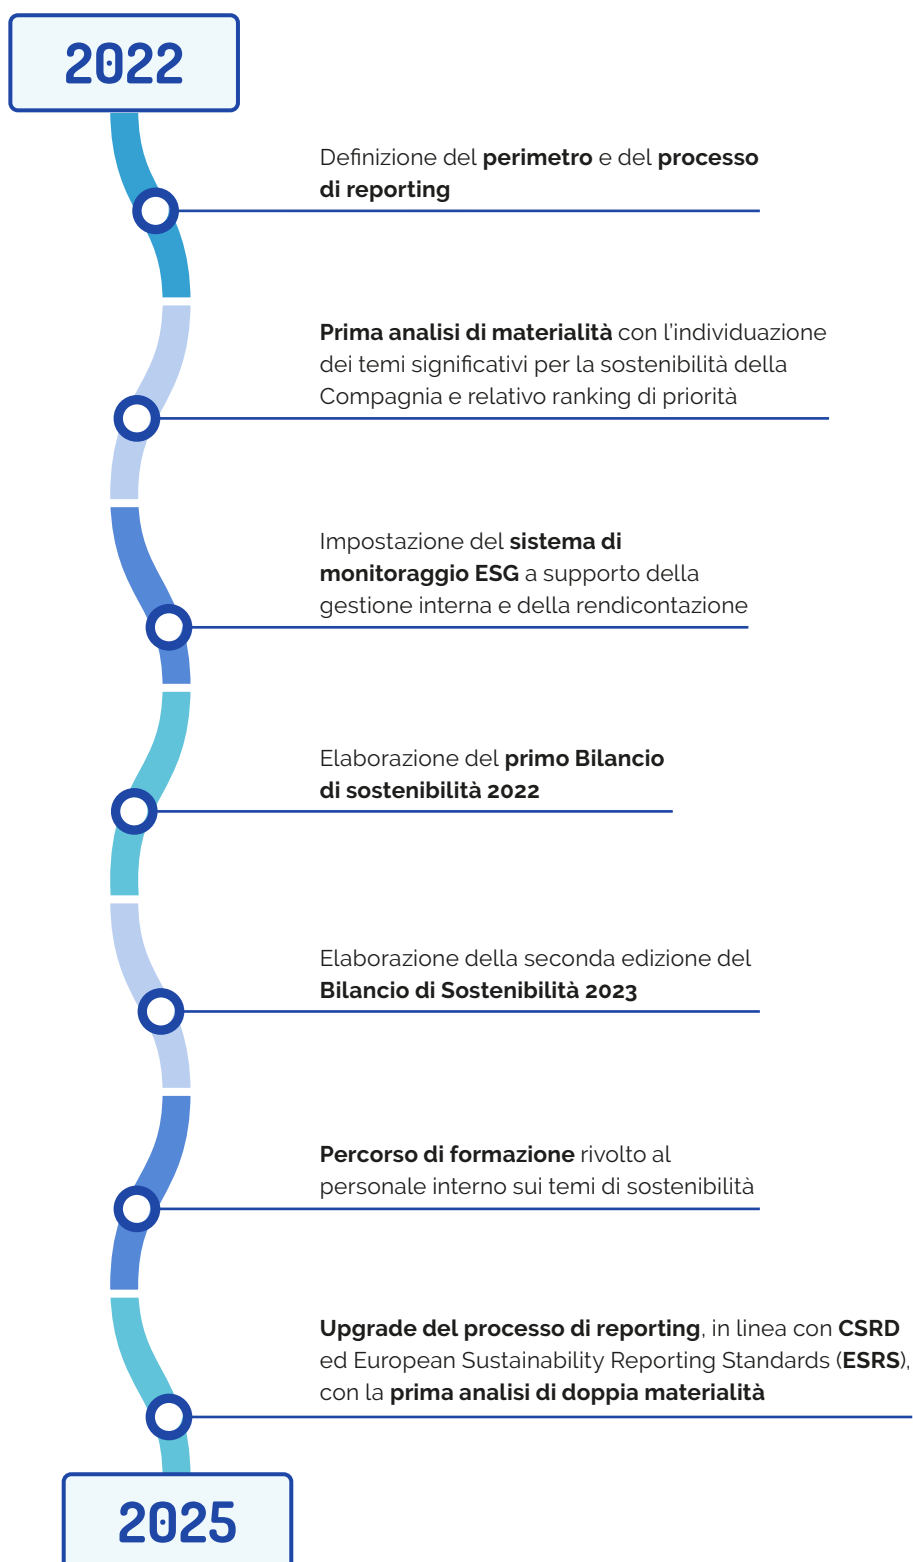 2022
Definizione del perimetro e del processo
di reporting
Prima analisi di materialità con l'individuazione
dei temi significativi per la sostenibilità della
Compagnia e relativo ranking di priorità
Impostazione del sistema di
monitoraggio ESG a supporto della
gestione interna e della rendicontazione
Elaborazione del primo Bilancio
di sostenibilità 2022
Elaborazione della seconda edizione del
Bilancio di Sostenibilità 2023
Percorso di formazione rivolto al
personale interno sui temi di sostenibilità
Upgrade del processo di reporting, in linea con CSRD
ed European Sustainability Reporting Standards (ESRS),
con la prima analisi di doppia materialità
2025